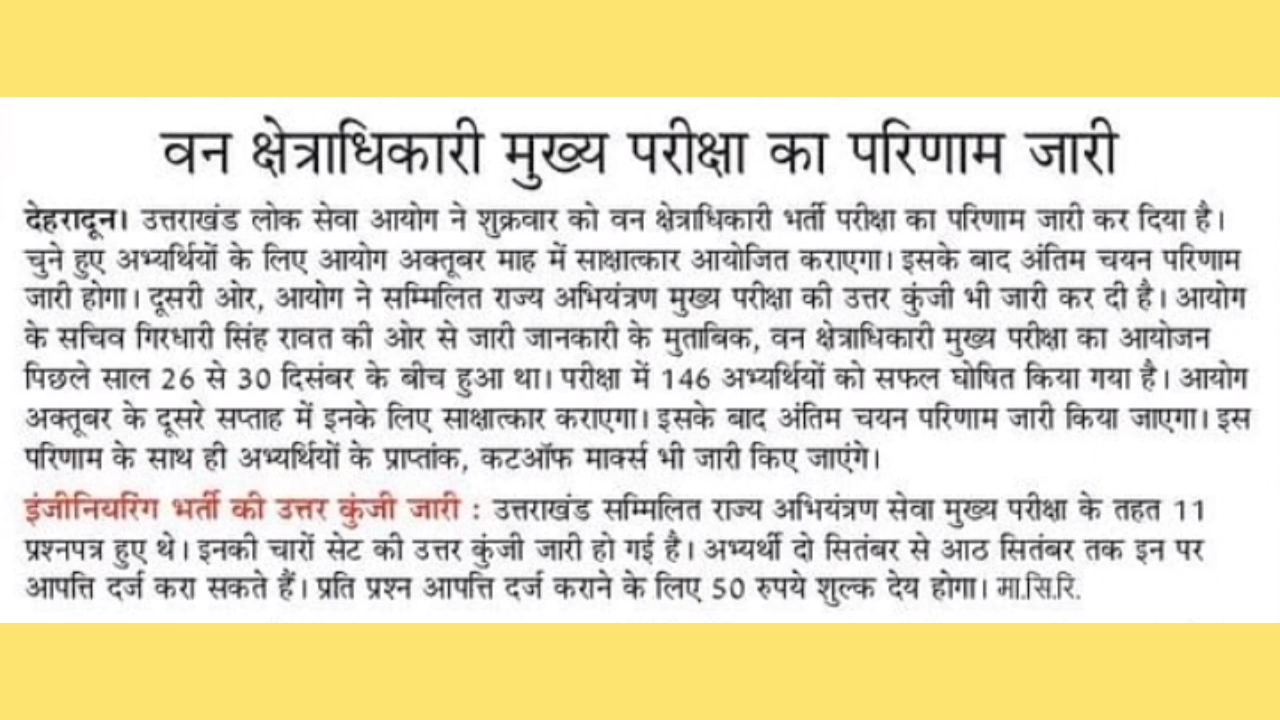 वन क्षेत्राधिकारी मुख्य परीक्षा का परिणाम जारी
देहरादून। उत्तराखंड लोक सेवा आयोग ने शुक्रवार को वन क्षेत्राधिकारी भर्ती परीक्षा का परिणाम जारी कर दिया है।
चुने हुए अभ्यर्थियों के लिए आयोग अक्तूबर माह में साक्षात्कार आयोजित कराएगा। इसके बाद अंतिम चयन परिणाम
जारी होगा। दूसरी ओर, आयोग ने सम्मिलित राज्य अभियंत्रण मुख्य परीक्षा की उत्तर कुंजी भी जारी कर दी है। आयोग
के सचिव गिरधारी सिंह रावत की ओर से जारी जानकारी के मुताबिक, वन क्षेत्राधिकारी मुख्य परीक्षा का आयोजन
पिछले साल 26 से 30 दिसंबर के बीच हुआ था। परीक्षा में 146 अभ्यर्थियों को सफल घोषित किया गया है। आयोग
अक्तूबर के दूसरे सप्ताह में इनके लिए साक्षात्कार कराएगा। इसके बाद अंतिम चयन परिणाम जारी किया जाएगा। इस
परिणाम के साथ ही अभ्यर्थियों के प्राप्तांक, कटऑफ मार्क्स भी जारी किए जाएंगे।
इंजीनियरिंग भर्ती की उत्तर कुंजी जारी : उत्तराखंड सम्मिलित राज्य अभियंत्रण सेवा मुख्य परीक्षा के तहत 11
प्रश्नपत्र हुए थे। इनकी चारों सेट की उत्तर कुंजी जारी हो गई है। अभ्यर्थी दो सितंबर से आठ सितंबर तक इन पर
आपत्ति दर्ज करा सकते हैं। प्रति प्रश्न आपत्ति दर्ज कराने के लिए 50 रुपये शुल्क देय होगा। मा.सि.रि.